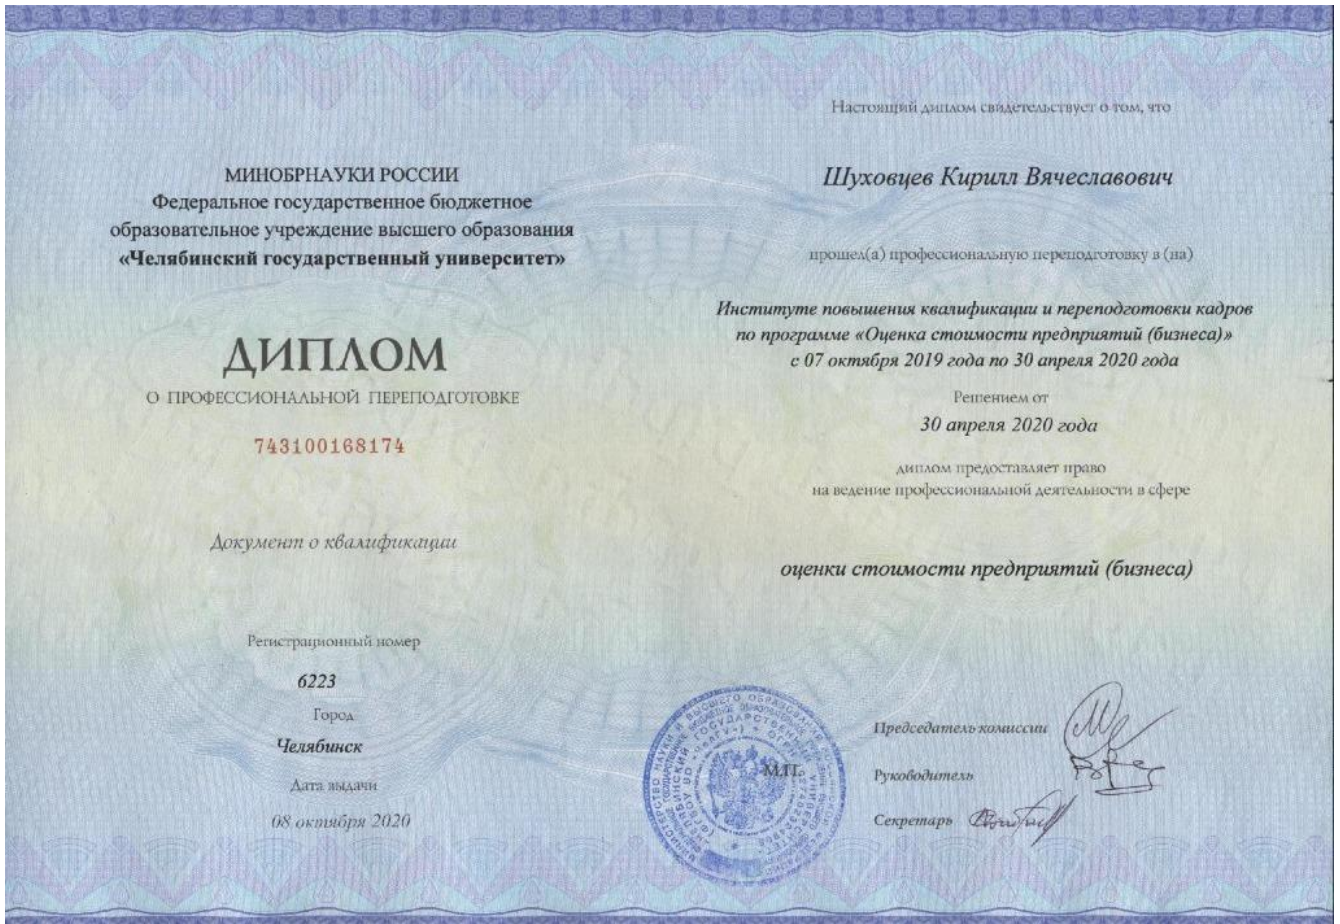 МИНОБРНАУКИ РОССИИ
Федеральное государственное бюджетное
образовательное учреждение высшего образования
«Челябинский государственный университет»
ДИПЛОМ
О ПРОФЕССИОНАЛЬНОЙ ПЕРЕПОДГОТОВКЕ
743100168174
Документ о квалификации
Регистрационный номер
6223
Город
Челябинск
Дата выдачи
08 октября 2020
Настоящий диплом свидетельствует о том, что
Шуховцев Кирилл Вячеславович
прошел(а) профессиональную переподготовку в (на)
Институте повышения квалификации и переподготовки кадров
по программе «Оценка стоимости предприятий (бизнеса)»
с 07 октября 2019 года по 30 апреля 2020 года
Решением от
30 апреля 2020 года
диплом предоставляет право
на ведение профессиональной деятельности в сфере
оценки стоимости предприятий (бизнеса)
М.П.
Председатель комиссии
Руководитель
Секретарь